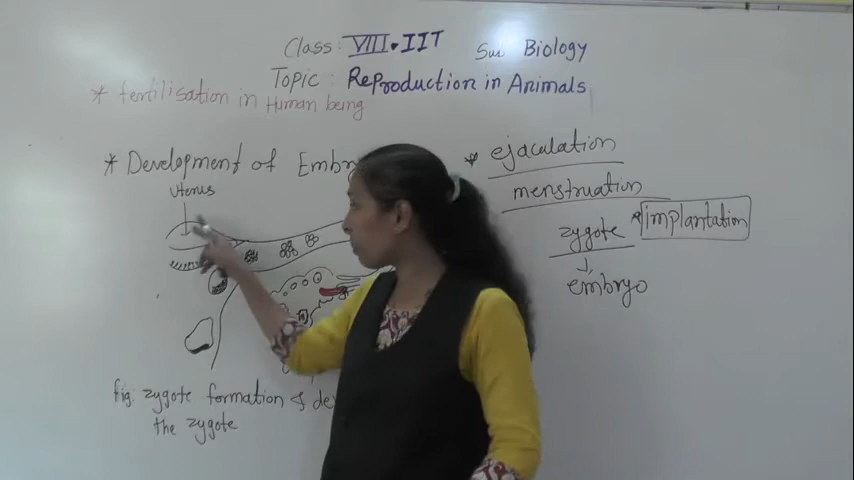 Class: VIII. IIT Sub Biology
Topic: Reproduction in Animals
* fertilisation in Human being
* Development of Embry
uterus
fig: zygote formation & de
the zygote
* ejaculation
menstruation
zygote * implantation
↓
embryo